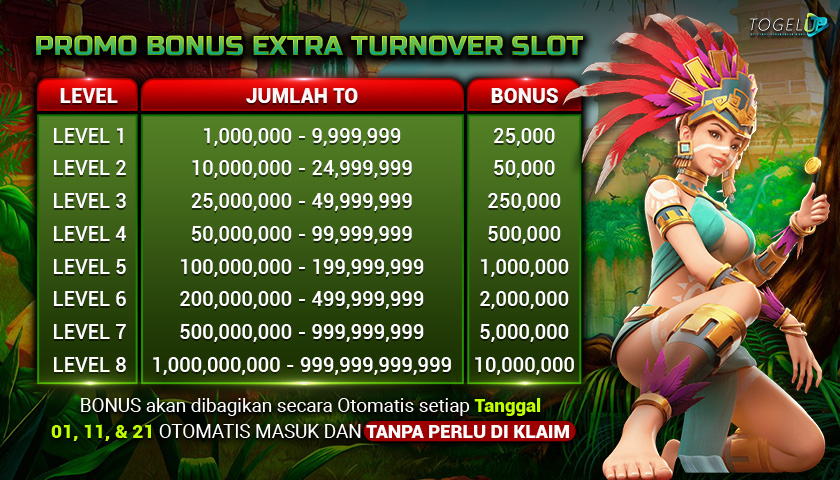 TOGELUP
PROMO BONUS EXTRA TURNOVER SLOT
LEVEL JUMLAH TO BONUS
LEVEL 1 1,000,000 - 9,999,999 25,000
LEVEL 2 10,000,000 - 24,999,999 50,000
LEVEL 3 25,000,000 - 49,999,999 250,000
LEVEL 4 50,000,000 - 99,999,999 500,000
LEVEL 5 100,000,000 - 199,999,999 1,000,000
LEVEL 6 200,000,000 - 499,999,999 2,000,000
LEVEL 7 500,000,000 - 999,999,999 5,000,000
LEVEL 8 1,000,000,000 - 999,999,999,999 10,000,000
BONUS akan dibagikan secara Otomatis setiap Tanggal
01, 11, & 21 OTOMATIS MASUK DAN TANPA PERLU DI KLAIM